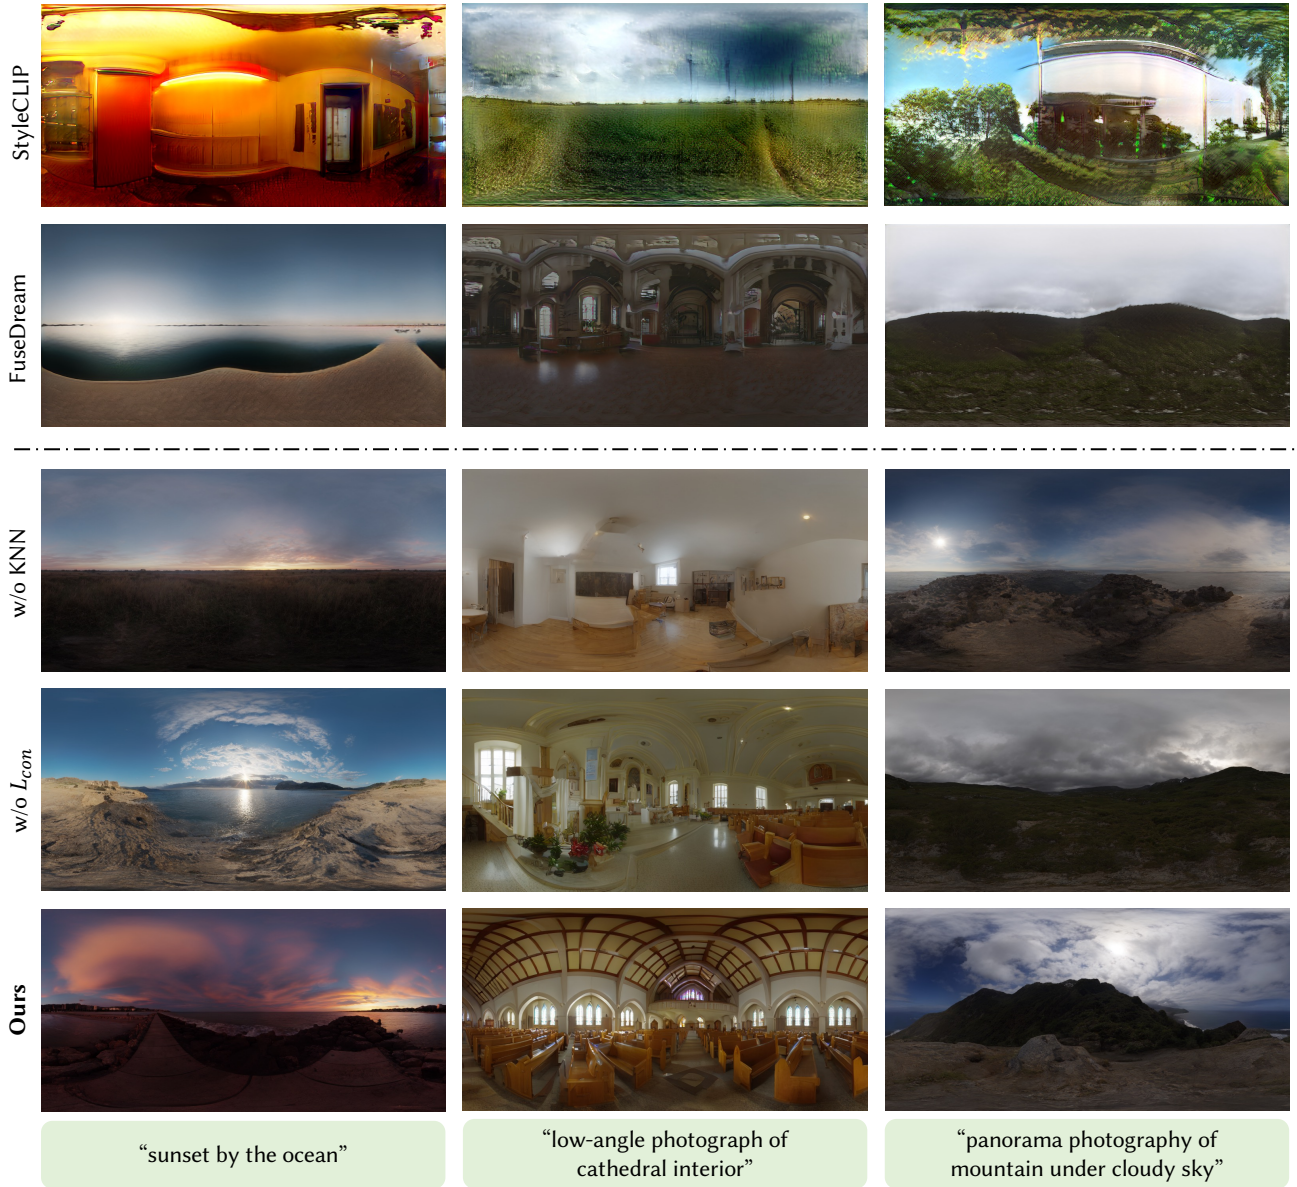 StyleCLIP
FuseDream
w/o KNN
w/o L_con
Ours
“sunset by the ocean”
“low-angle photograph of
cathedral interior”
“panorama photography of
mountain under cloudy sky”